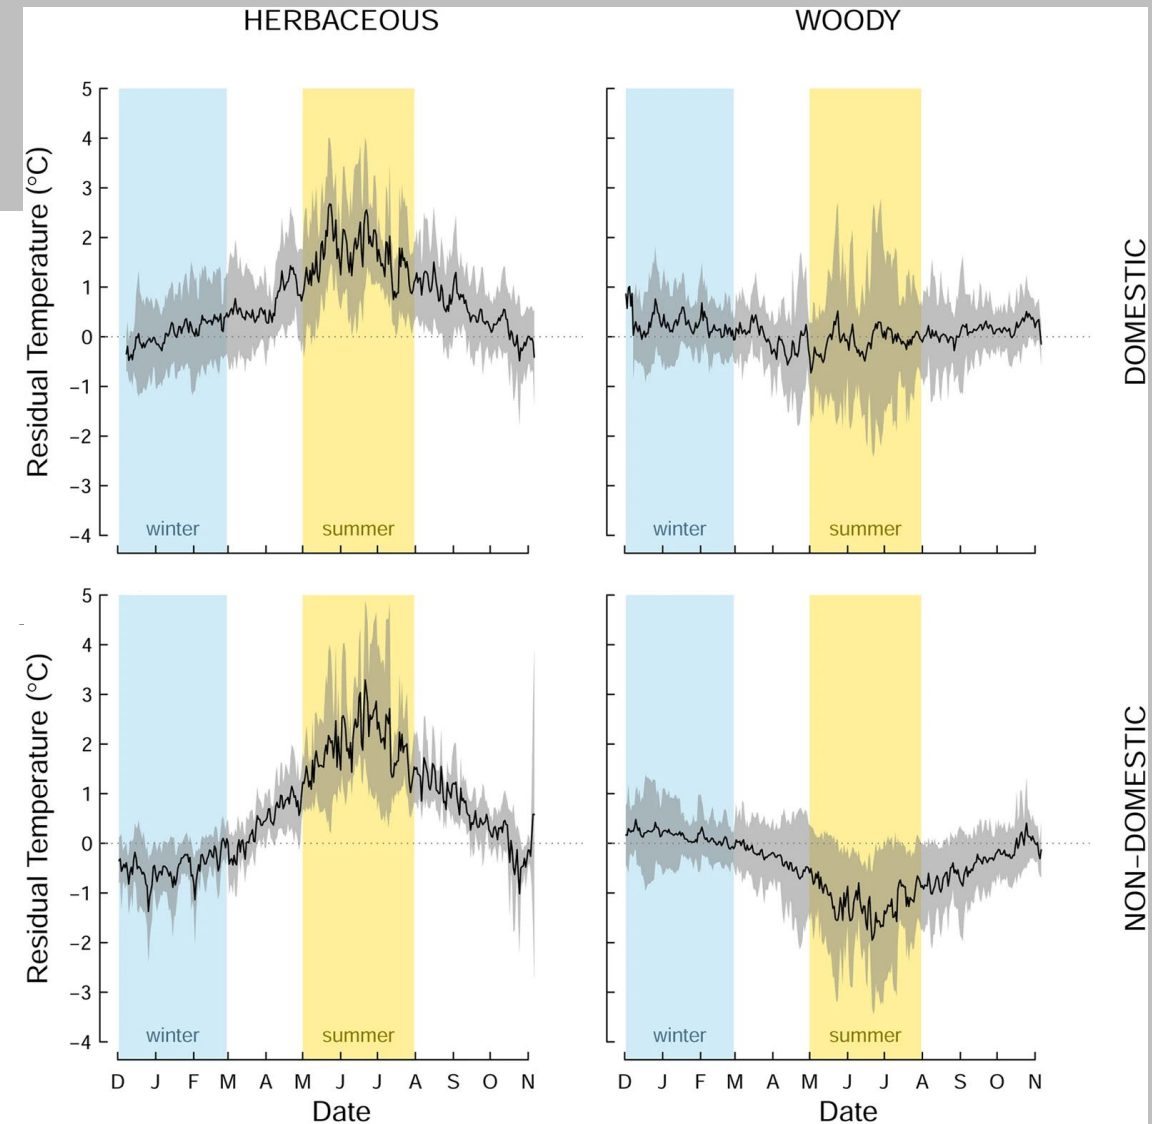 HERBACEOUS WOODY
5
4
3
2
1
0
−1
−2
−3
−4
Residual Temperature (°C)
winter summer winter summer
DOMESTIC
5
4
3
2
1
0
−1
−2
−3
−4
Residual Temperature (°C)
winter summer winter summer
NON−DOMESTIC
D J F M A M J J A S O N D J F M A M J J A S O N
Date Date